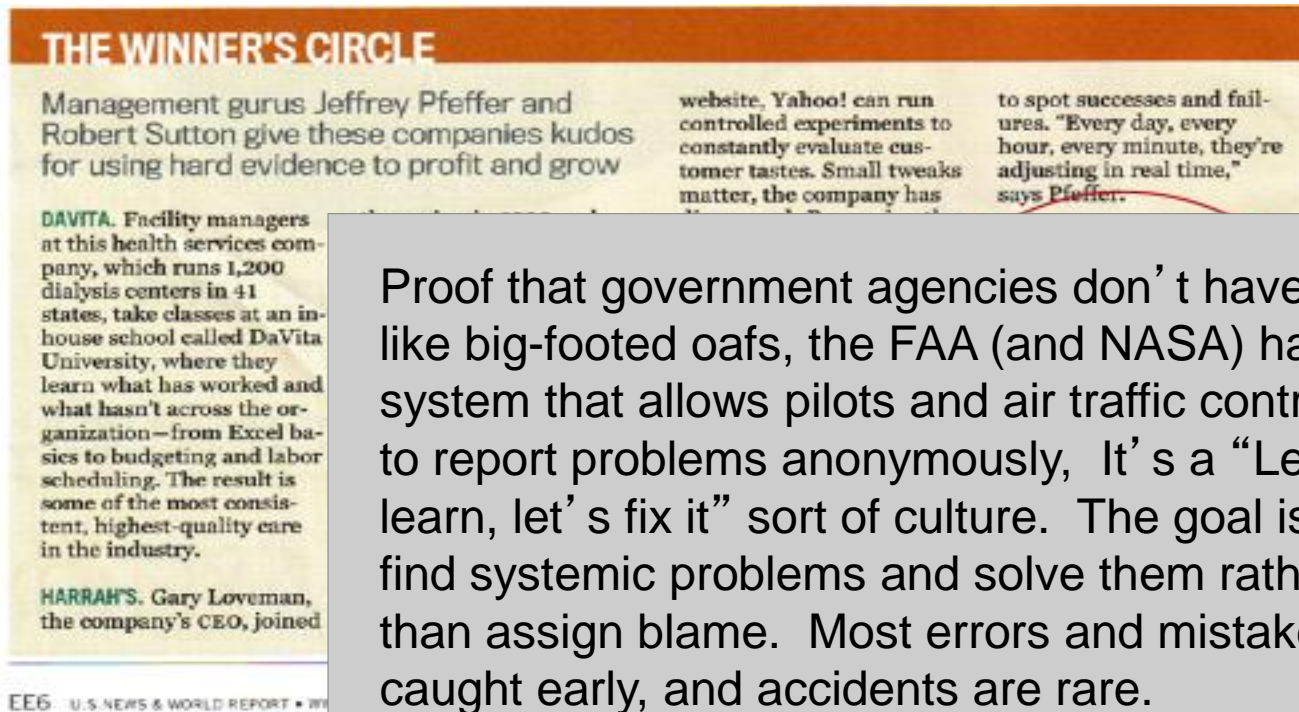 THE WINNER'S CIRCLE
Management gurus Jeffrey Pfeffer and
Robert Sutton give these companies kudos
for using hard evidence to profit and grow
DAVITA. Facility managers
at this health services com-
pany, which runs 1,200
dialysis centers in 41
states, take classes at an in-
house school called DaVita
University, where they
learn what has worked and
what hasn't across the or-
ganization—from Excel ba-
sics to budgeting and labor
scheduling. The result is
some of the most consis-
tent, highest-quality care
in the industry.
HARRAH'S. Gary Loveman,
the company's CEO, joined
website, Yahoo! can run
controlled experiments to
constantly evaluate cus-
tomer tastes. Small tweaks
matter, the company has
to spot successes and fail-
ures. "Every day, every
hour, every minute, they're
adjusting in real time,"
says Pfeffer.
Proof that government agencies don’t have
like big-footed oafs, the FAA (and NASA) ha
system that allows pilots and air traffic contr
to report problems anonymously, It’s a “Le
learn, let’s fix it” sort of culture. The goal is
find systemic problems and solve them rath
than assign blame. Most errors and mistak
caught early, and accidents are rare.
EE6 U.S. NEWS & WORLD REPORT •